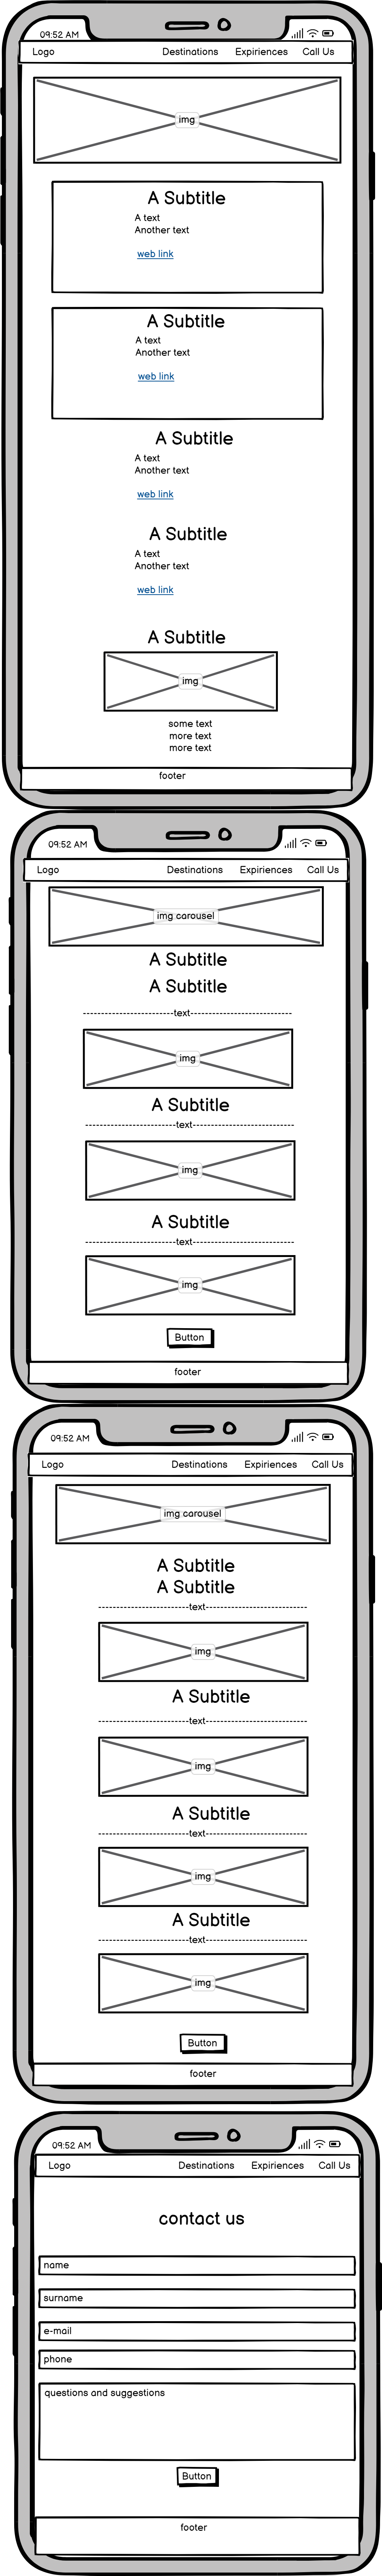 09:52 AM
Logo Destinations Expiriences Call Us
img
A Subtitle
A text
Another text
web link
A Subtitle
A text
Another text
web link
A Subtitle
A text
Another text
web link
A Subtitle
A text
Another text
web link
A Subtitle
img
some text
more text
more text
footer
09:52 AM
Logo Destinations Expiriences Call Us
img carousel
A Subtitle
A Subtitle
text
img
A Subtitle
text
img
A Subtitle
text
img
Button
footer
09:52 AM
Logo Destinations Expiriences Call Us
img carousel
A Subtitle
A Subtitle
text
img
A Subtitle
text
img
A Subtitle
text
img
A Subtitle
text
img
Button
footer
09:52 AM
Logo Destinations Expiriences Call Us
contact us
name
surname
e-mail
phone
questions and suggestions
Button
footer